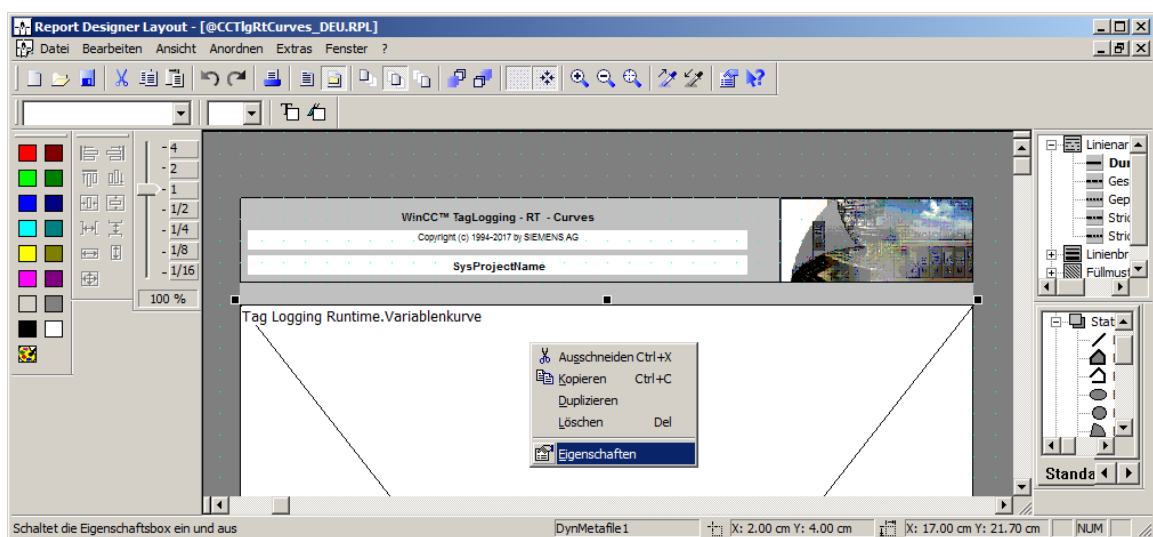 Report Designer Layout - [@CCTlgRtCurves_DEU.RPL]
Datei Bearbeiten Ansicht Anordnen Extras Fenster ?
4
2
1
1/2
1/4
1/8
1/16
100 %
WinCC™ TagLogging - RT - Curves
Copyright (c) 1994-2017 by SIEMENS AG
SysProjectName
Tag Logging Runtime.Variablenkurve
Ausschneiden Ctrl+X
Kopieren Ctrl+C
Duplizieren
Löschen Del
Eigenschaften
Linienar
Dur
Ges
Gep
Stric
Stric
Linienbr
Füllmust
Stat
Standa
Schaltet die Eigenschaftsbox ein und aus
DynMetafile1
X: 2.00 cm Y: 4.00 cm
X: 17.00 cm Y: 21.70 cm
NUM